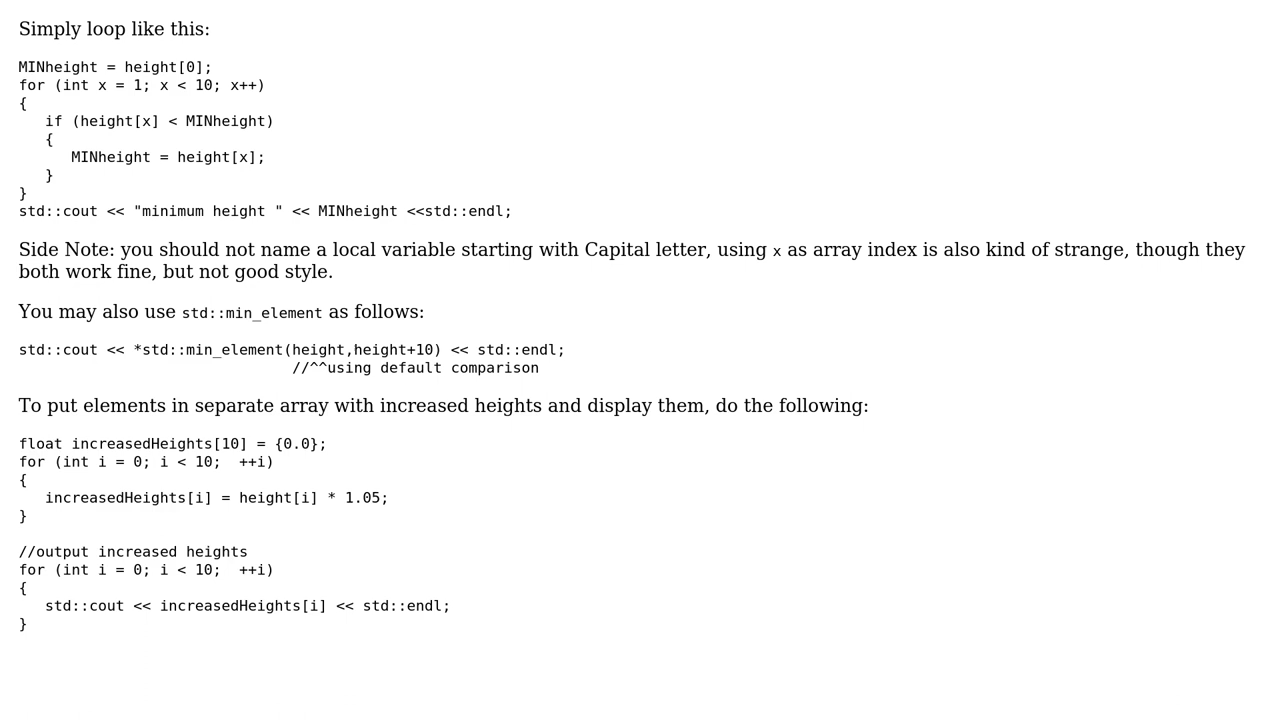 Simply loop like this:
MINheight = height[0];
for (int x = 1; x < 10; x++)
{
   if (height[x] < MINheight)
   {
      MINheight = height[x];
   }
}
std::cout << "minimum height " << MINheight <<std::endl;
Side Note: you should not name a local variable starting with Capital letter, using x as array index is also kind of strange, though they
both work fine, but not good style.
You may also use std::min_element as follows:
std::cout << *std::min_element(height,height+10) << std::endl;
                               //^^using default comparison
To put elements in separate array with increased heights and display them, do the following:
float increasedHeights[10] = {0.0};
for (int i = 0; i < 10;  ++i)
{
   increasedHeights[i] = height[i] * 1.05;
}
//output increased heights
for (int i = 0; i < 10;  ++i)
{
   std::cout << increasedHeights[i] << std::endl;
}